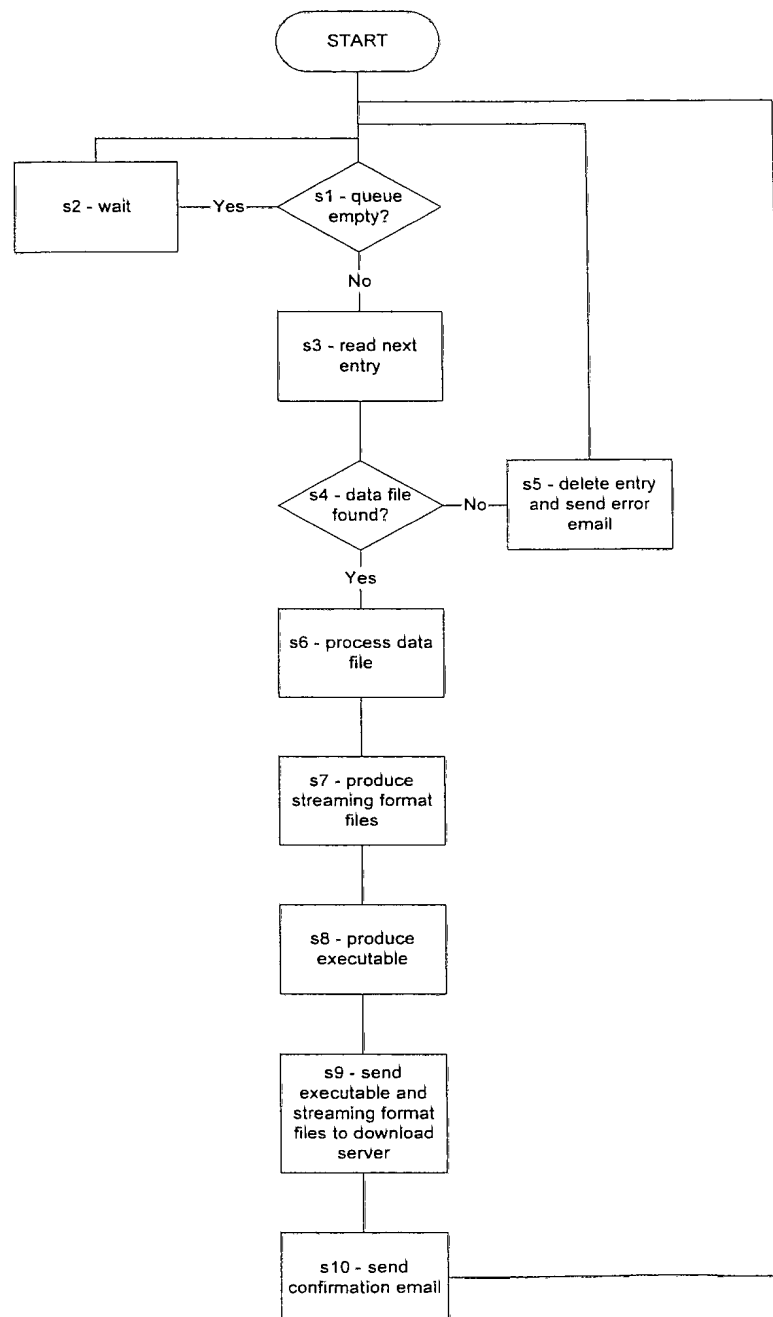 START
s1 - queue
empty?
s2 - wait
Yes
No
s3 - read next
entry
s4 - data file
found?
No
s5 - delete entry
and send error
email
Yes
s6 - process data
file
s7 - produce
streaming format
files
s8 - produce
executable
s9 - send
executable and
streaming format
files to download
server
s10 - send
confirmation email